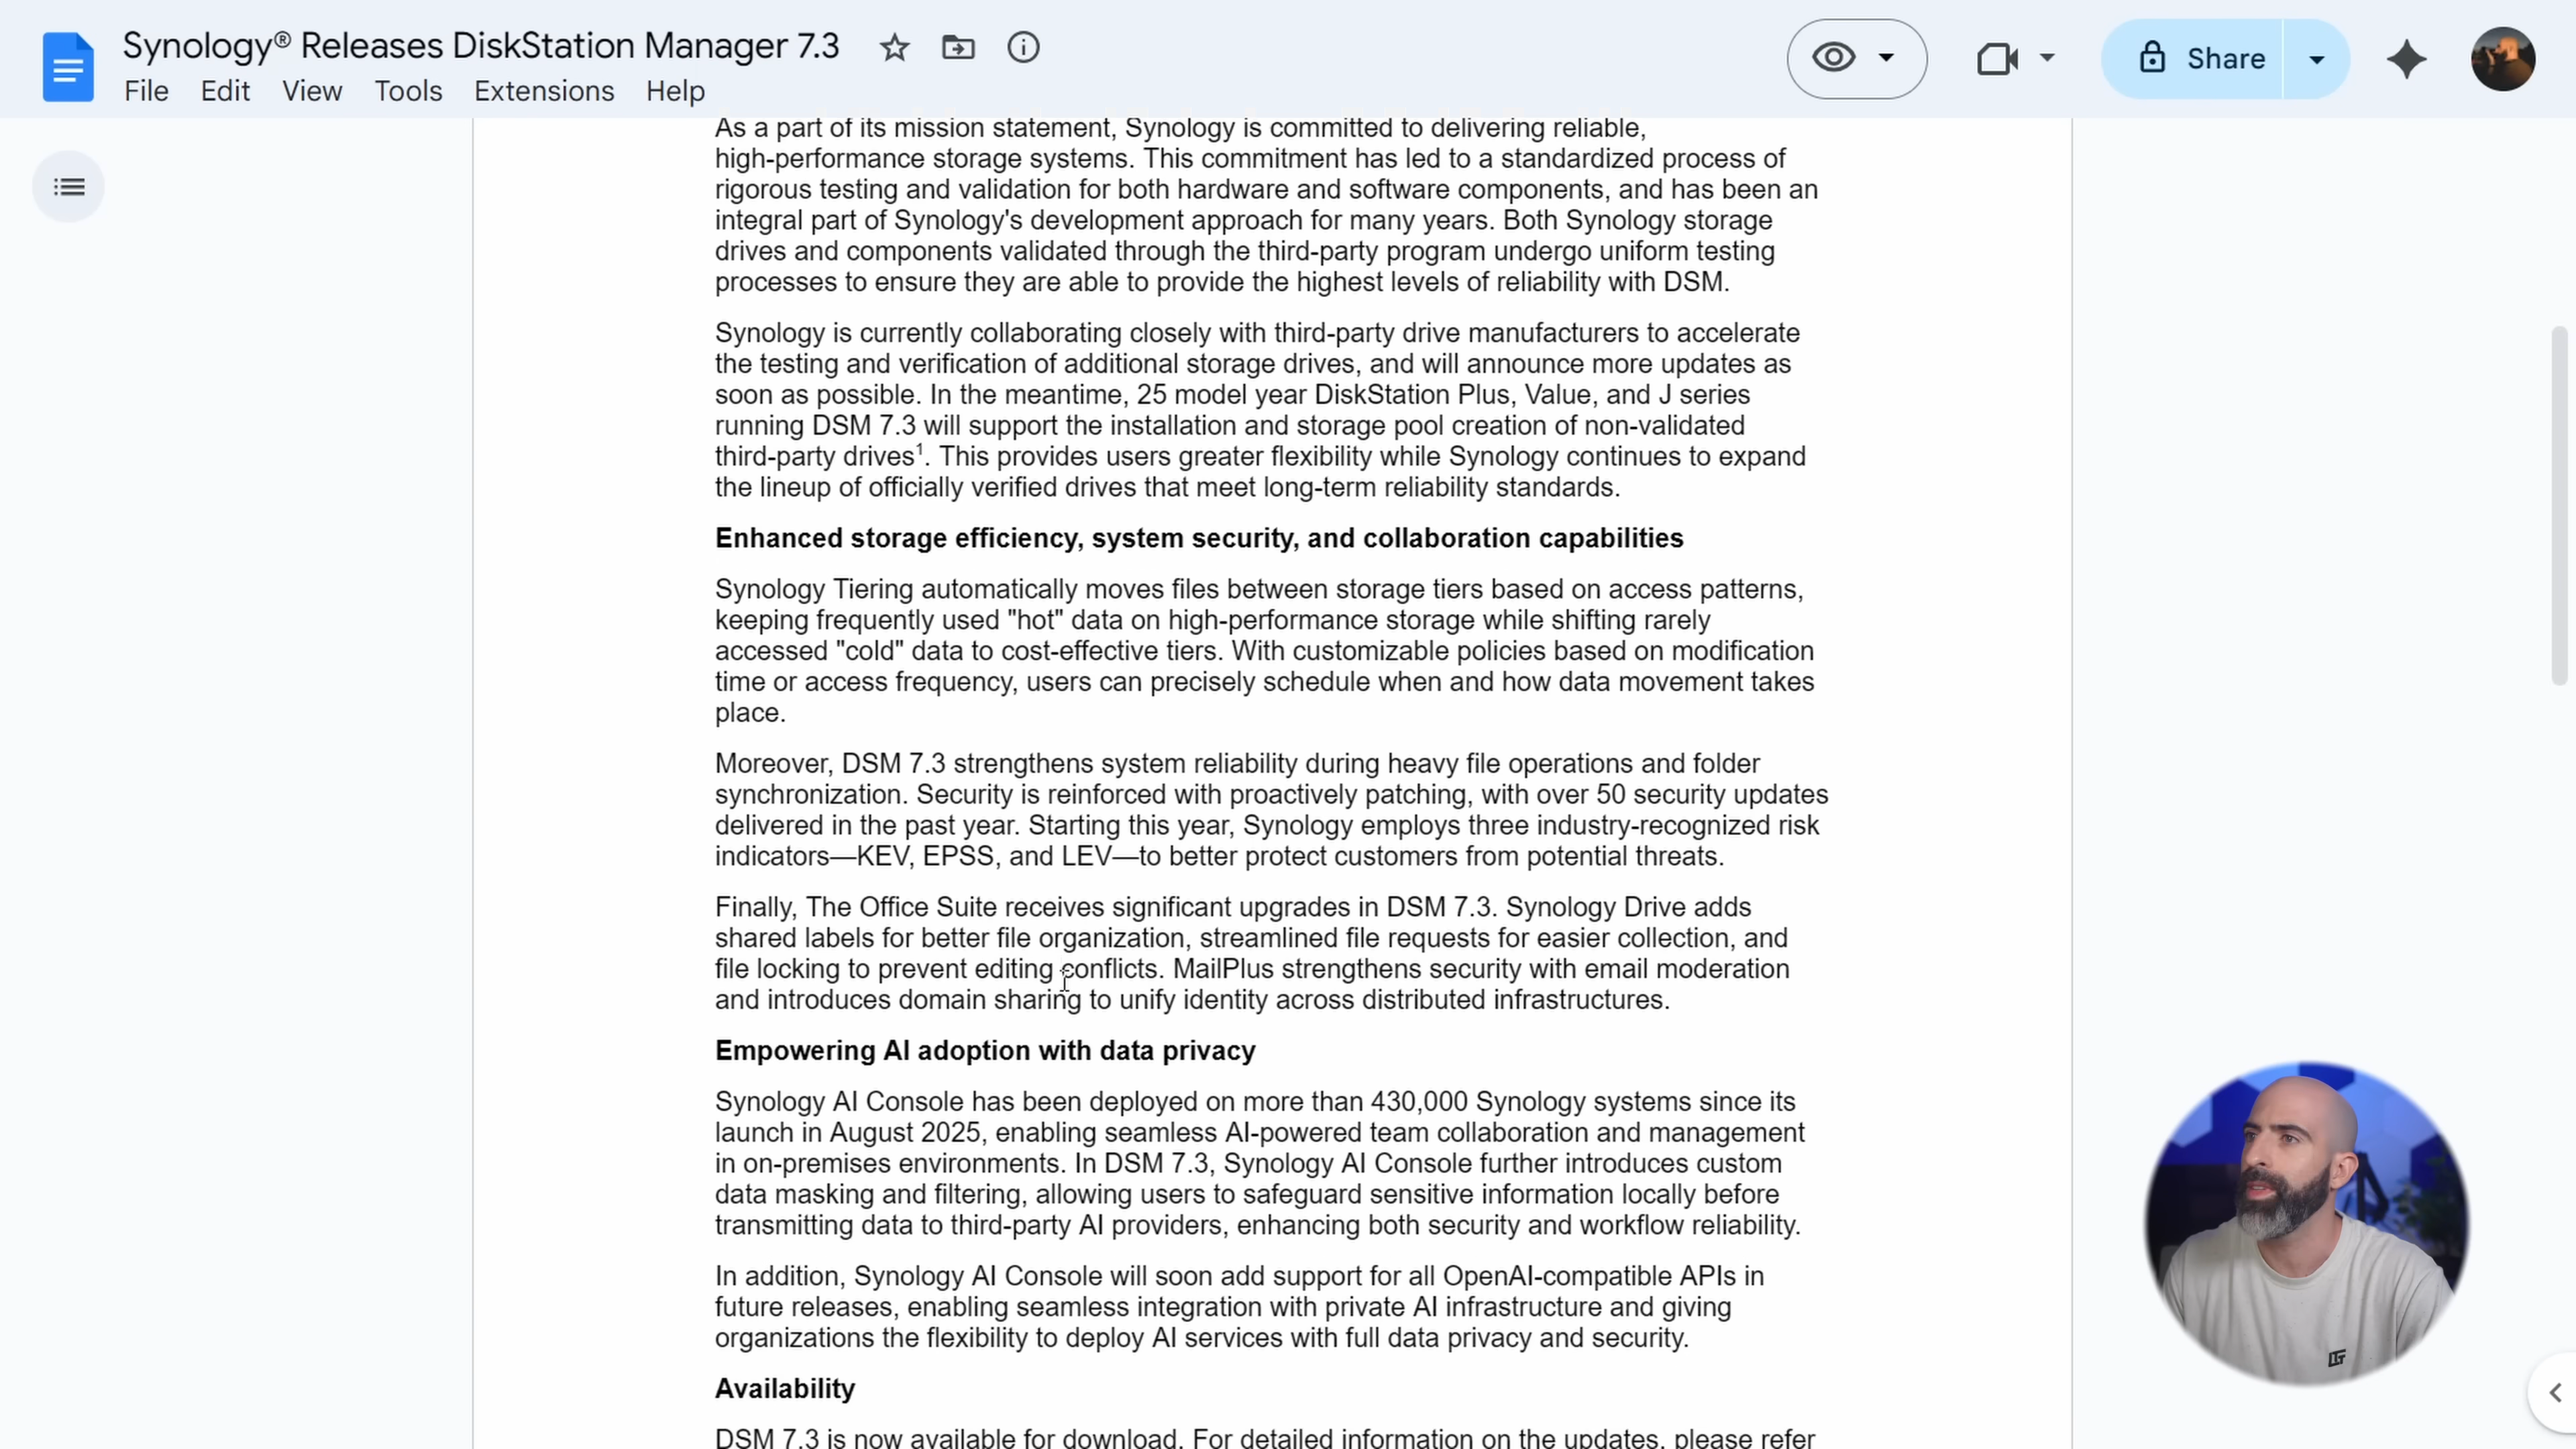 Synology® Releases DiskStation Manager 7.3
File Edit View Tools Extensions Help
Share
As a part of its mission statement, Synology is committed to delivering reliable,
high-performance storage systems. This commitment has led to a standardized process of
rigorous testing and validation for both hardware and software components, and has been an
integral part of Synology's development approach for many years. Both Synology storage
drives and components validated through the third-party program undergo uniform testing
processes to ensure they are able to provide the highest levels of reliability with DSM.
Synology is currently collaborating closely with third-party drive manufacturers to accelerate
the testing and verification of additional storage drives, and will announce more updates as
soon as possible. In the meantime, 25 model year DiskStation Plus, Value, and J series
running DSM 7.3 will support the installation and storage pool creation of non-validated
third-party drives¹. This provides users greater flexibility while Synology continues to expand
the lineup of officially verified drives that meet long-term reliability standards.
Enhanced storage efficiency, system security, and collaboration capabilities
Synology Tiering automatically moves files between storage tiers based on access patterns,
keeping frequently used "hot" data on high-performance storage while shifting rarely
accessed "cold" data to cost-effective tiers. With customizable policies based on modification
time or access frequency, users can precisely schedule when and how data movement takes
place.
Moreover, DSM 7.3 strengthens system reliability during heavy file operations and folder
synchronization. Security is reinforced with proactively patching, with over 50 security updates
delivered in the past year. Starting this year, Synology employs three industry-recognized risk
indicators—KEV, EPSS, and LEV—to better protect customers from potential threats.
Finally, The Office Suite receives significant upgrades in DSM 7.3. Synology Drive adds
shared labels for better file organization, streamlined file requests for easier collection, and
file locking to prevent editing conflicts. MailPlus strengthens security with email moderation
and introduces domain sharing to unify identity across distributed infrastructures.
Empowering AI adoption with data privacy
Synology AI Console has been deployed on more than 430,000 Synology systems since its
launch in August 2025, enabling seamless AI-powered team collaboration and management
in on-premises environments. In DSM 7.3, Synology AI Console further introduces custom
data masking and filtering, allowing users to safeguard sensitive information locally before
transmitting data to third-party AI providers, enhancing both security and workflow reliability.
In addition, Synology AI Console will soon add support for all OpenAI-compatible APIs in
future releases, enabling seamless integration with private AI infrastructure and giving
organizations the flexibility to deploy AI services with full data privacy and security.
Availability
DSM 7.3 is now available for download. For detailed information on the updates, please refer